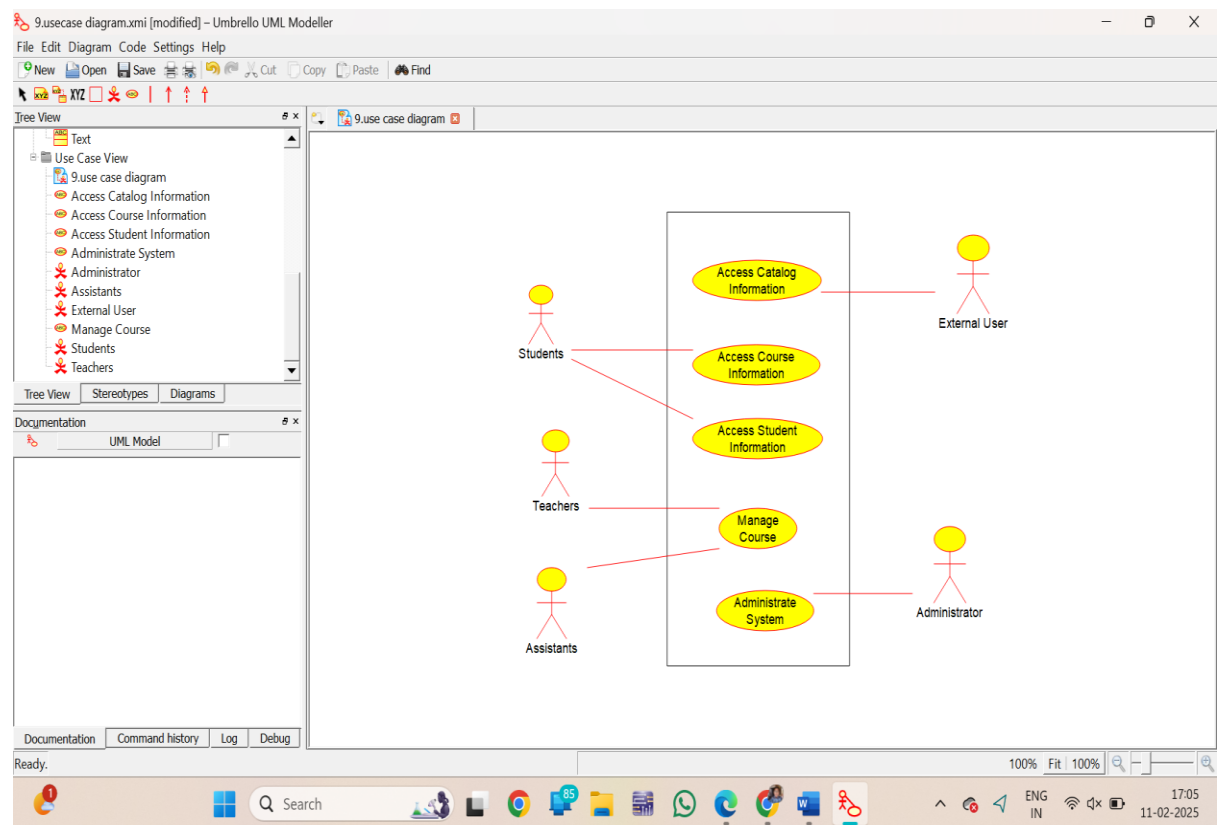 9.usecase diagram.xmi [modified] – Umbrello UML Modeller
File Edit Diagram Code Settings Help
New Open Save Cut Copy Paste Find
XYZ XYZ
Tree View
9.use case diagram
ABC Text
Use Case View
9.use case diagram
Access Catalog Information
Access Course Information
Access Student Information
Administrate System
Administrator
Assistants
External User
Manage Course
Students
Teachers
Tree View Stereotypes Diagrams
Documentation
UML Model
Documentation Command history Log Debug
Access Catalog
Information
External User
Students
Access Course
Information
Access Student
Information
Teachers
Manage
Course
Assistants
Administrate
System
Administrator
Ready.
100% Fit 100%
1
Search
85
ENG
IN
17:05
11-02-2025